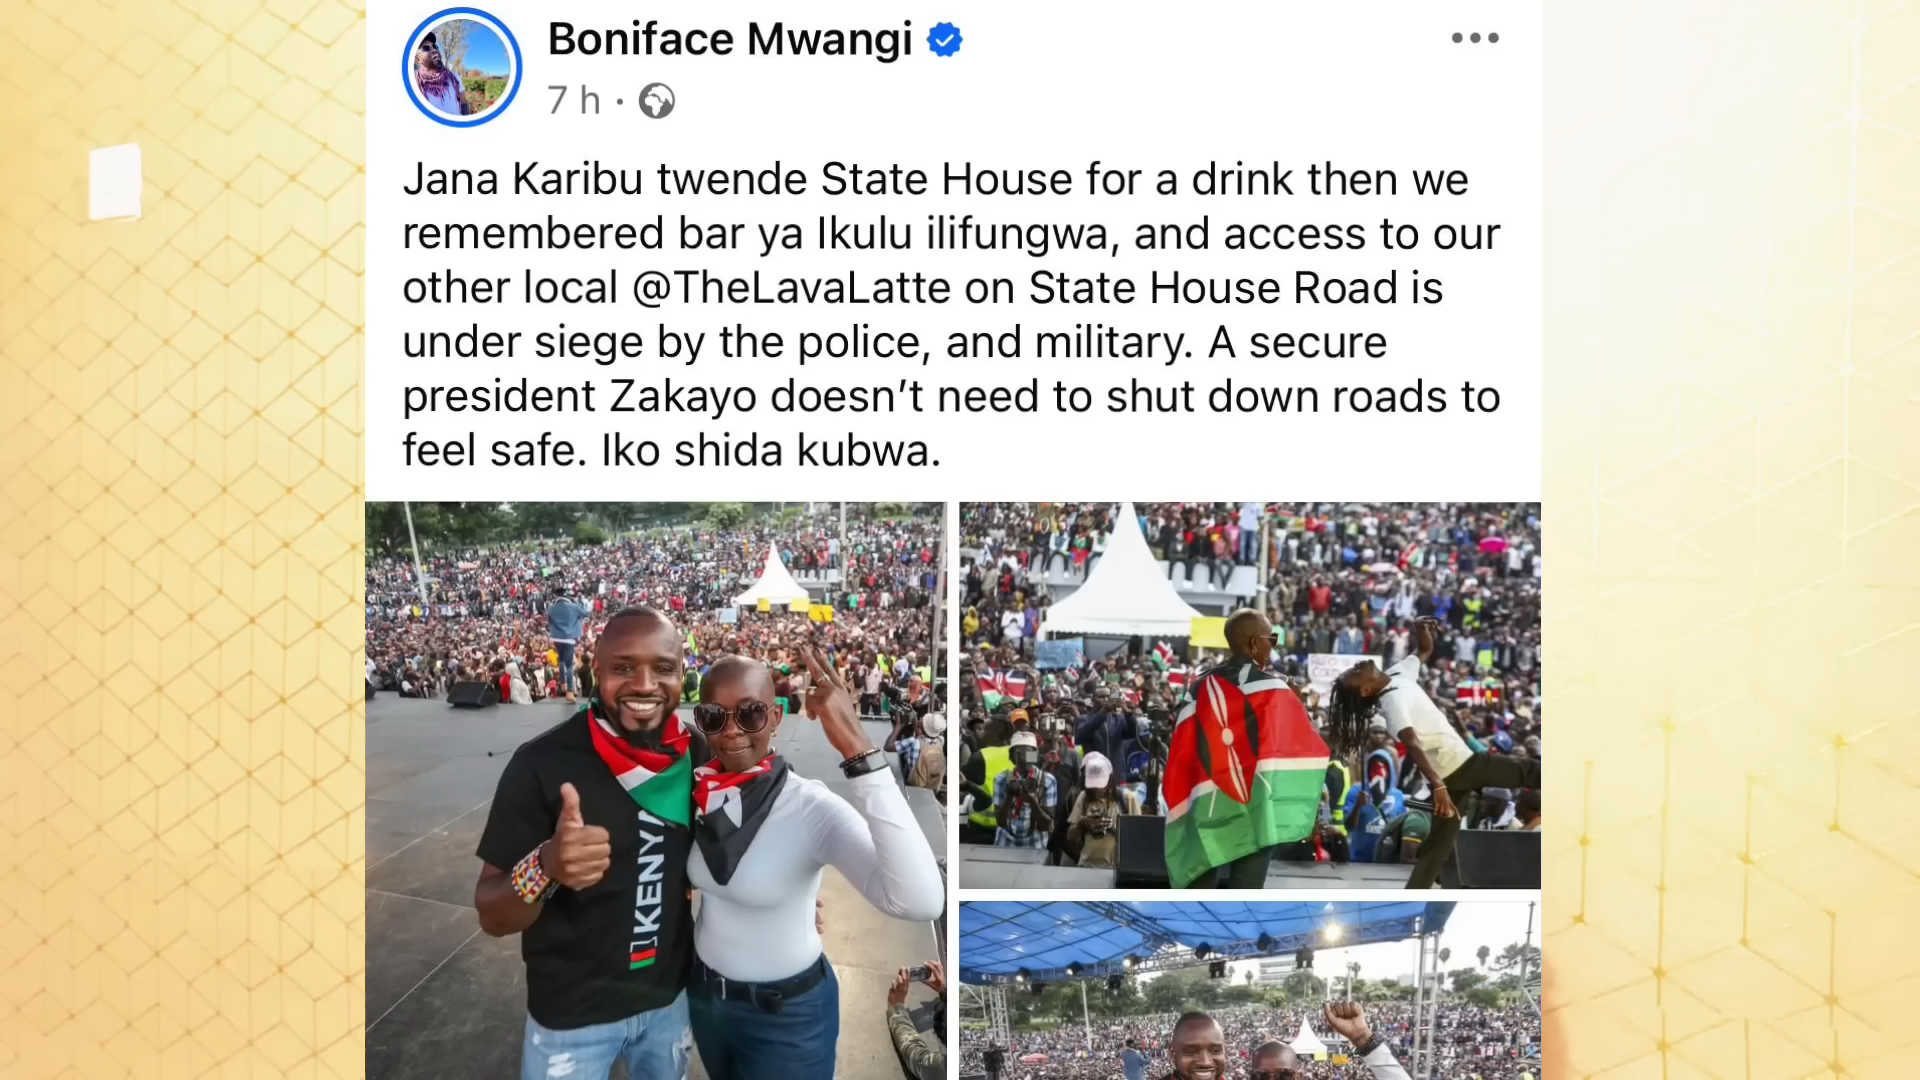 Boniface Mwangi
7 h ·
Jana Karibu twende State House for a drink then we
remembered bar ya Ikulu ilifungwa, and access to our
other local @TheLavaLatte on State House Road is
under siege by the police, and military. A secure
president Zakayo doesn't need to shut down roads to
feel safe. Iko shida kubwa.
KENYA